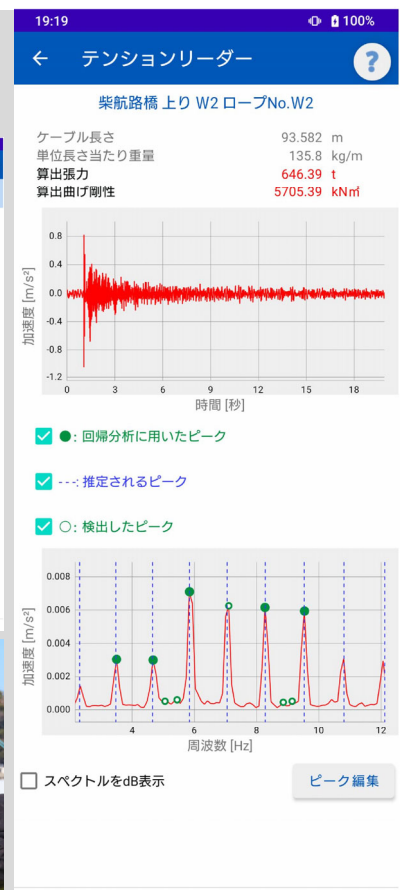 19:19 100%
← テンションリーダー ?
柴航路橋 上り W2 ロープNo.W2
ケーブル長さ 93.582 m
単位長さ当たり重量 135.8 kg/m
算出張力 646.39 t
算出曲げ剛性 5705.39 kN㎡
加速度 [m/s²]
0.8
0.4
0.0
-0.4
-0.8
-1.2
0 3 6 9 12 15 18
時間 [秒]
●: 回帰分析に用いたピーク
---: 推定されるピーク
○: 検出したピーク
加速度 [m/s²]
0.008
0.006
0.004
0.002
0.000
4 6 8 10 12
周波数 [Hz]
スペクトルをdB表示 ピーク編集